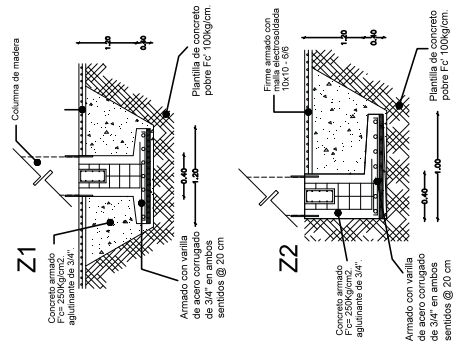 Z1
Columna de madera
Concreto armado
F'c= 250Kg/cm2.
aglutinante de 3/4".
1.20
0.40
0.40
1.20
Armado con varilla
de acero corrugado
de 3/4" en ambos
sentidos @ 20 cm
Plantilla de concreto
pobre Fc' 100kg/cm.
Z2
Firme armado con
malla electrosoldada
10x10 - 6/6
Concreto armado
F'c= 250Kg/cm2.
aglutinante de 3/4".
1.20
0.40
0.40
1.00
Armado con varilla
de acero corrugado
de 3/4" en ambos
sentidos @ 20 cm
Plantilla de concreto
pobre Fc' 100kg/cm.